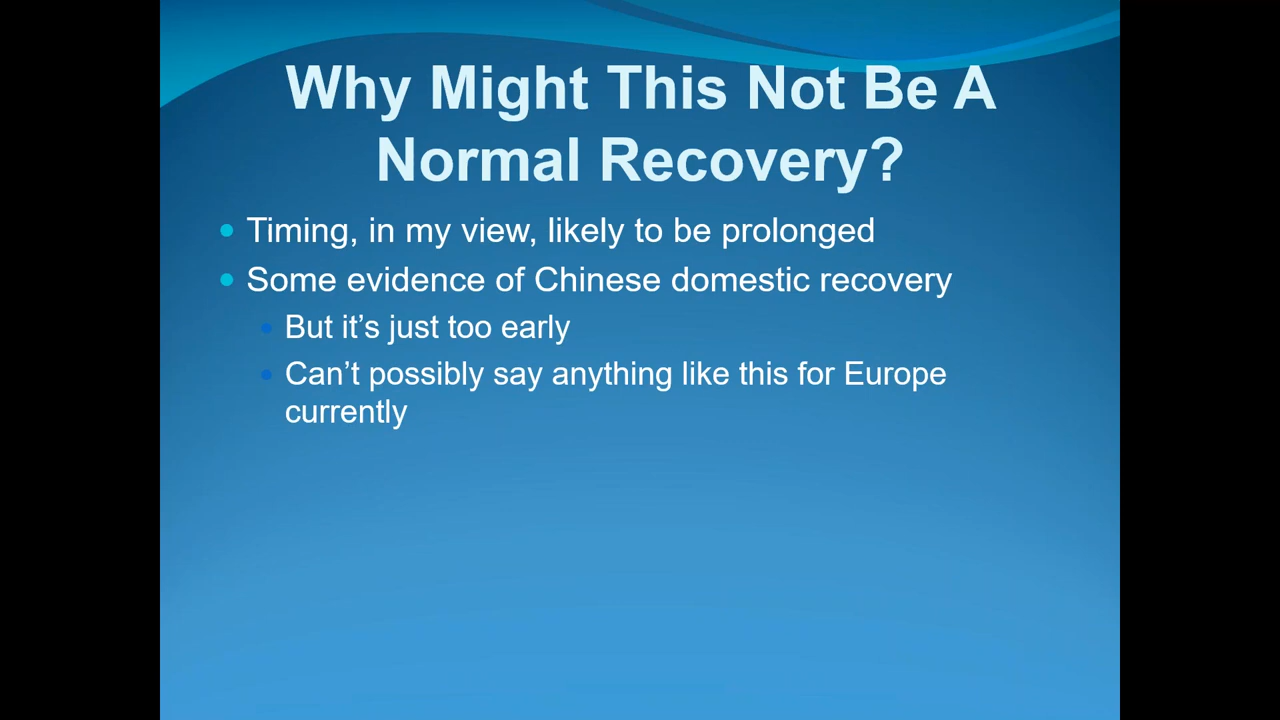 Why Might This Not Be A
Normal Recovery?
Timing, in my view, likely to be prolonged
Some evidence of Chinese domestic recovery
But it’s just too early
Can’t possibly say anything like this for Europe
currently